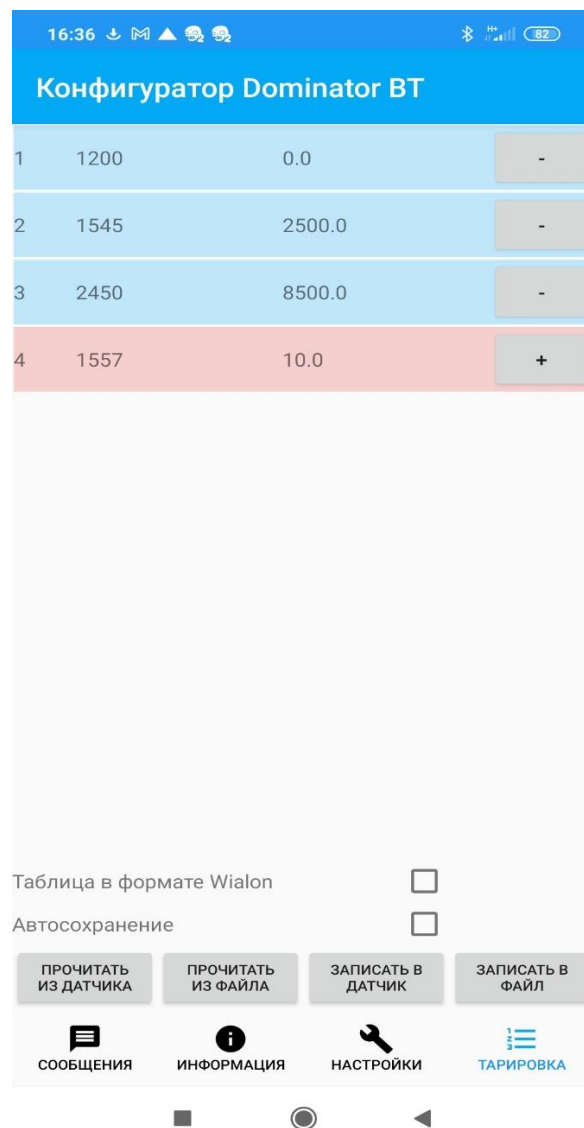 16:36
H+
82
Конфигуратор Dominator BT
1 1200 0.0 -
2 1545 2500.0 -
3 2450 8500.0 -
4 1557 10.0 +
Таблица в формате Wialon
Автосохранение
ПРОЧИТАТЬ ИЗ ДАТЧИКА
ПРОЧИТАТЬ ИЗ ФАЙЛА
ЗАПИСАТЬ В ДАТЧИК
ЗАПИСАТЬ В ФАЙЛ
СООБЩЕНИЯ
ИНФОРМАЦИЯ
НАСТРОЙКИ
ТАРИРОВКА